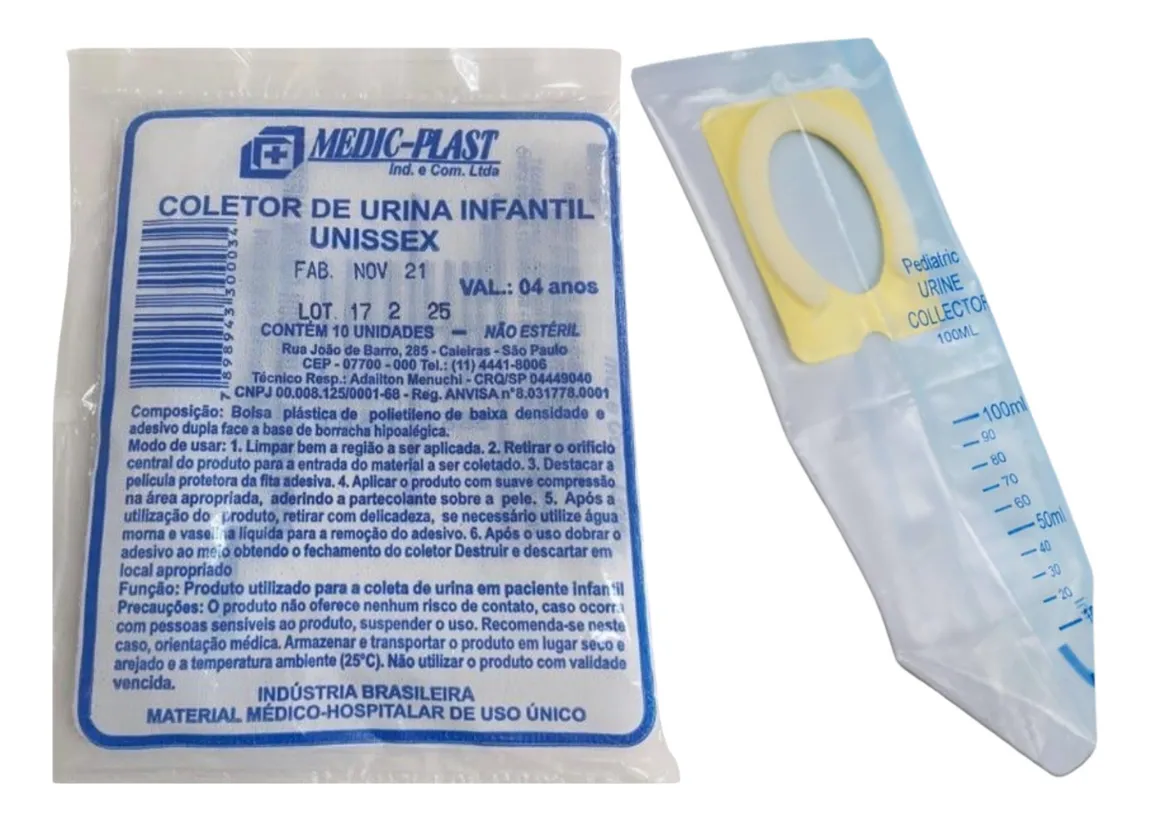 MEDIC-PLAST
Ind. e Com. Ltda
COLETOR DE URINA INFANTIL
UNISSEX
FAB. NOV 21
VAL.: 04 anos
LOT. 17 2 25
CONTÉM 10 UNIDADES – NÃO ESTÉRIL
Rua João de Barro, 285 - Caieiras - São Paulo
CEP - 07700 - 000 Tel.: (11) 4441-8006
Técnico Resp.: Adailton Menuchi - CRQ/SP 04449040
CNPJ 00.008.125/0001-68 - Reg. ANVISA nº8.031778.0001
7898943300034
Composição: Bolsa plástica de polietileno de baixa densidade e
adesivo dupla face a base de borracha hipoalégica.
Modo de usar: 1. Limpar bem a região a ser aplicada. 2. Retirar o orifício
central do produto para a entrada do material a ser coletado. 3. Destacar a
película protetora da fita adesiva. 4. Aplicar o produto com suave compressão
na área apropriada, aderindo a partecolante sobre a pele. 5. Após a
utilização do produto, retirar com delicadeza, se necessário utilize água
morna e vaselina líquida para a remoção do adesivo. 6. Após o uso dobrar o
adesivo ao meio obtendo o fechamento do coletor Destruir e descartar em
local apropriado
Função: Produto utilizado para a coleta de urina em paciente infantil
Precauções: O produto não oferece nenhum risco de contato, caso ocorra
com pessoas sensíveis ao produto, suspender o uso. Recomenda-se neste
caso, orientação médica. Armazenar e transportar o produto em lugar seco e
arejado e a temperatura ambiente (25°C). Não utilizar o produto com validade
vencida.
INDÚSTRIA BRASILEIRA
MATERIAL MÉDICO-HOSPITALAR DE USO ÚNICO
Pediatric
URINE
COLLECTOR
100ML
100ml
90
80
70
60
50ml
40
30
20